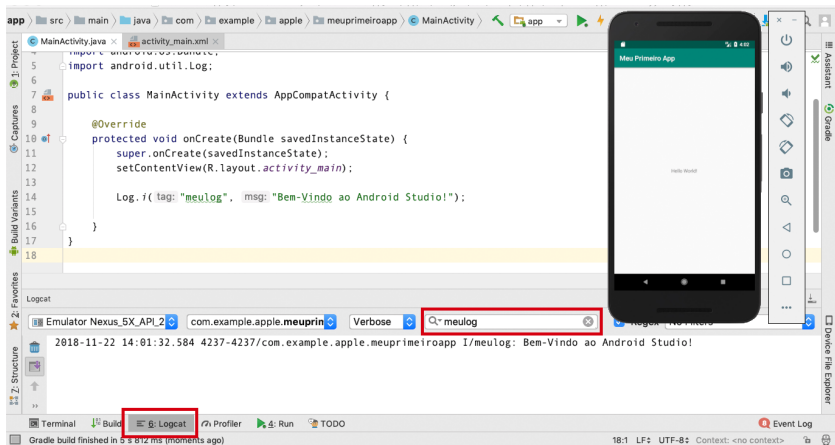 app src main java com example apple meuprimeiroapp MainActivity app
MainActivity.java activity_main.xml
5 import android.util.Log;
6
7 public class MainActivity extends AppCompatActivity {
8
9 @Override
10 protected void onCreate(Bundle savedInstanceState) {
11 super.onCreate(savedInstanceState);
12 setContentView(R.layout.activity_main);
13
14 Log.i( tag: "meulog", msg: "Bem-Vindo ao Android Studio!");
15
16 }
17 }
18
1: Project
Captures
Build Variants
2: Favorites
7: Structure
4:02
Meu Primeiro App
Hello World!
Assistant
Gradle
Device File Explorer
Logcat
Emulator Nexus_5X_API_2 com.example.apple.meuprin Verbose meulog Regex No Filters
2018-11-22 14:01:32.584 4237-4237/com.example.apple.meuprimeiroapp I/meulog: Bem-Vindo ao Android Studio!
Terminal Build 6: Logcat Profiler 4: Run TODO Event Log
Gradle build finished in 5 s 812 ms (moments ago) 18:1 LF UTF-8 Context: <no context>